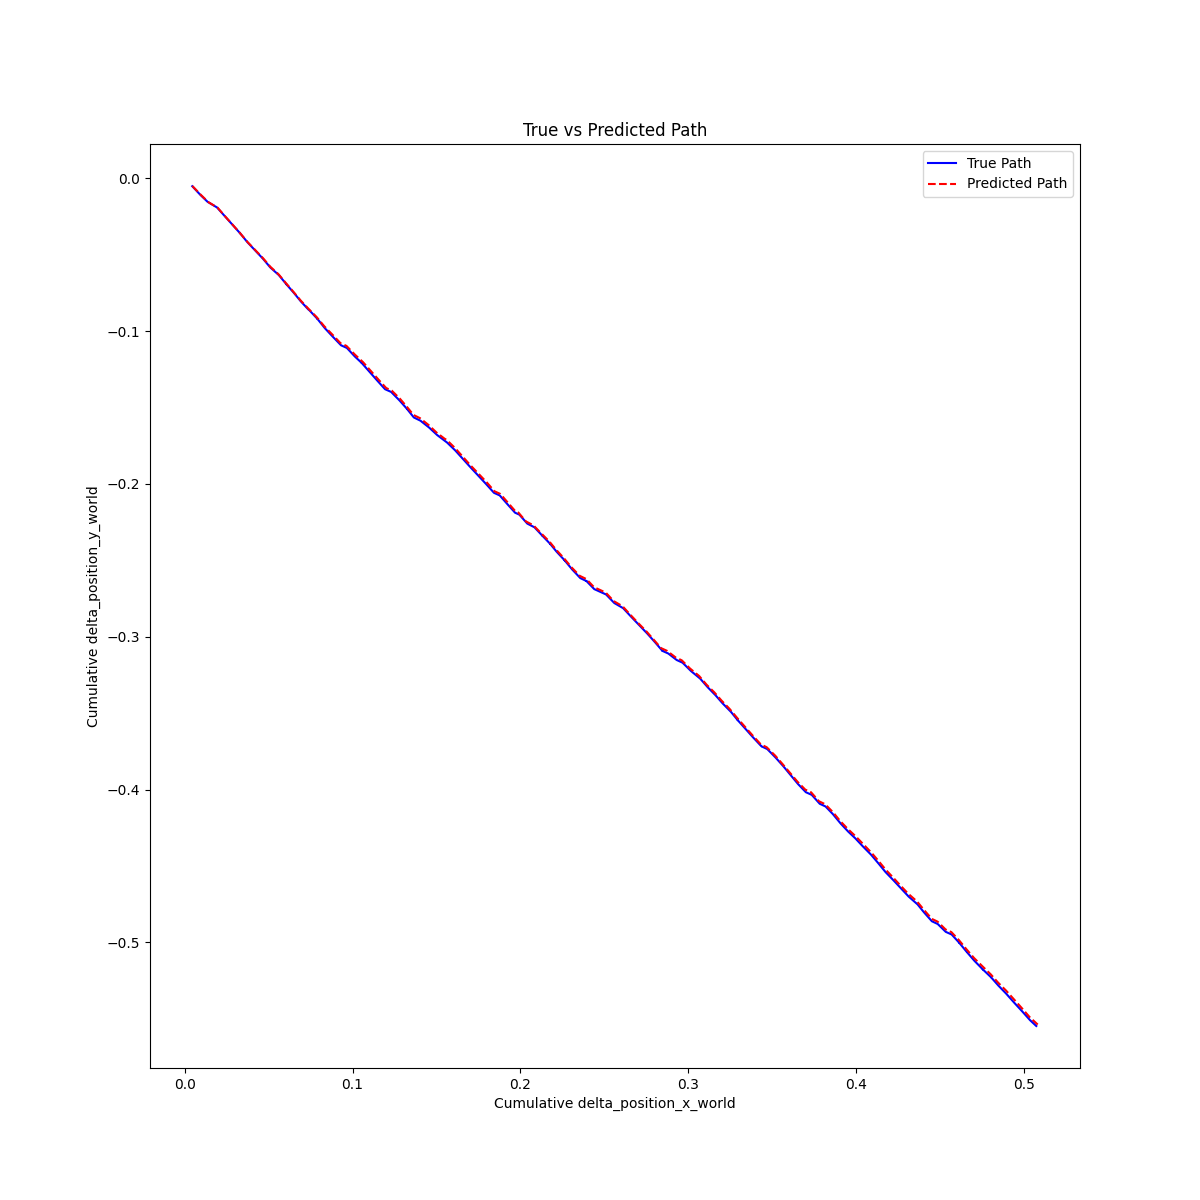 True vs Predicted Path
True Path
Predicted Path
0.0
−0.1
−0.2
−0.3
−0.4
−0.5
Cumulative delta_position_y_world
0.0
0.1
0.2
0.3
0.4
0.5
Cumulative delta_position_x_world